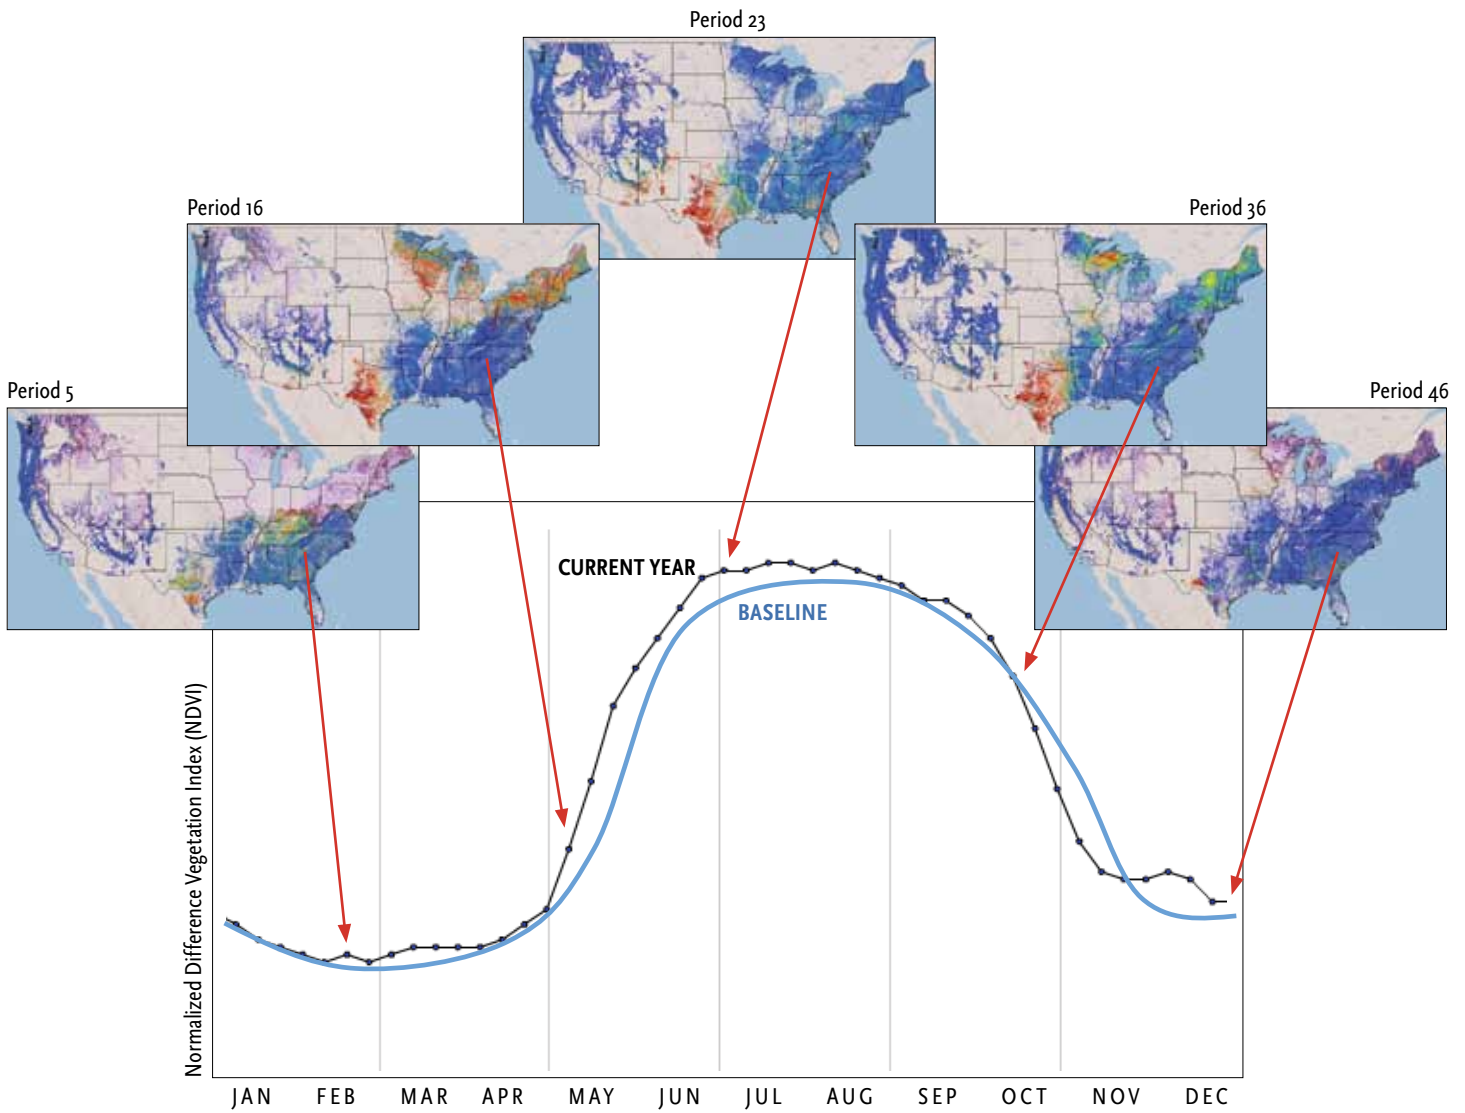 Period 23
Period 16
Period 36
Period 5
Period 46
CURRENT YEAR
BASELINE
Normalized Difference Vegetation Index (NDVI)
JAN FEB MAR APR MAY JUN JUL AUG SEP OCT NOV DEC